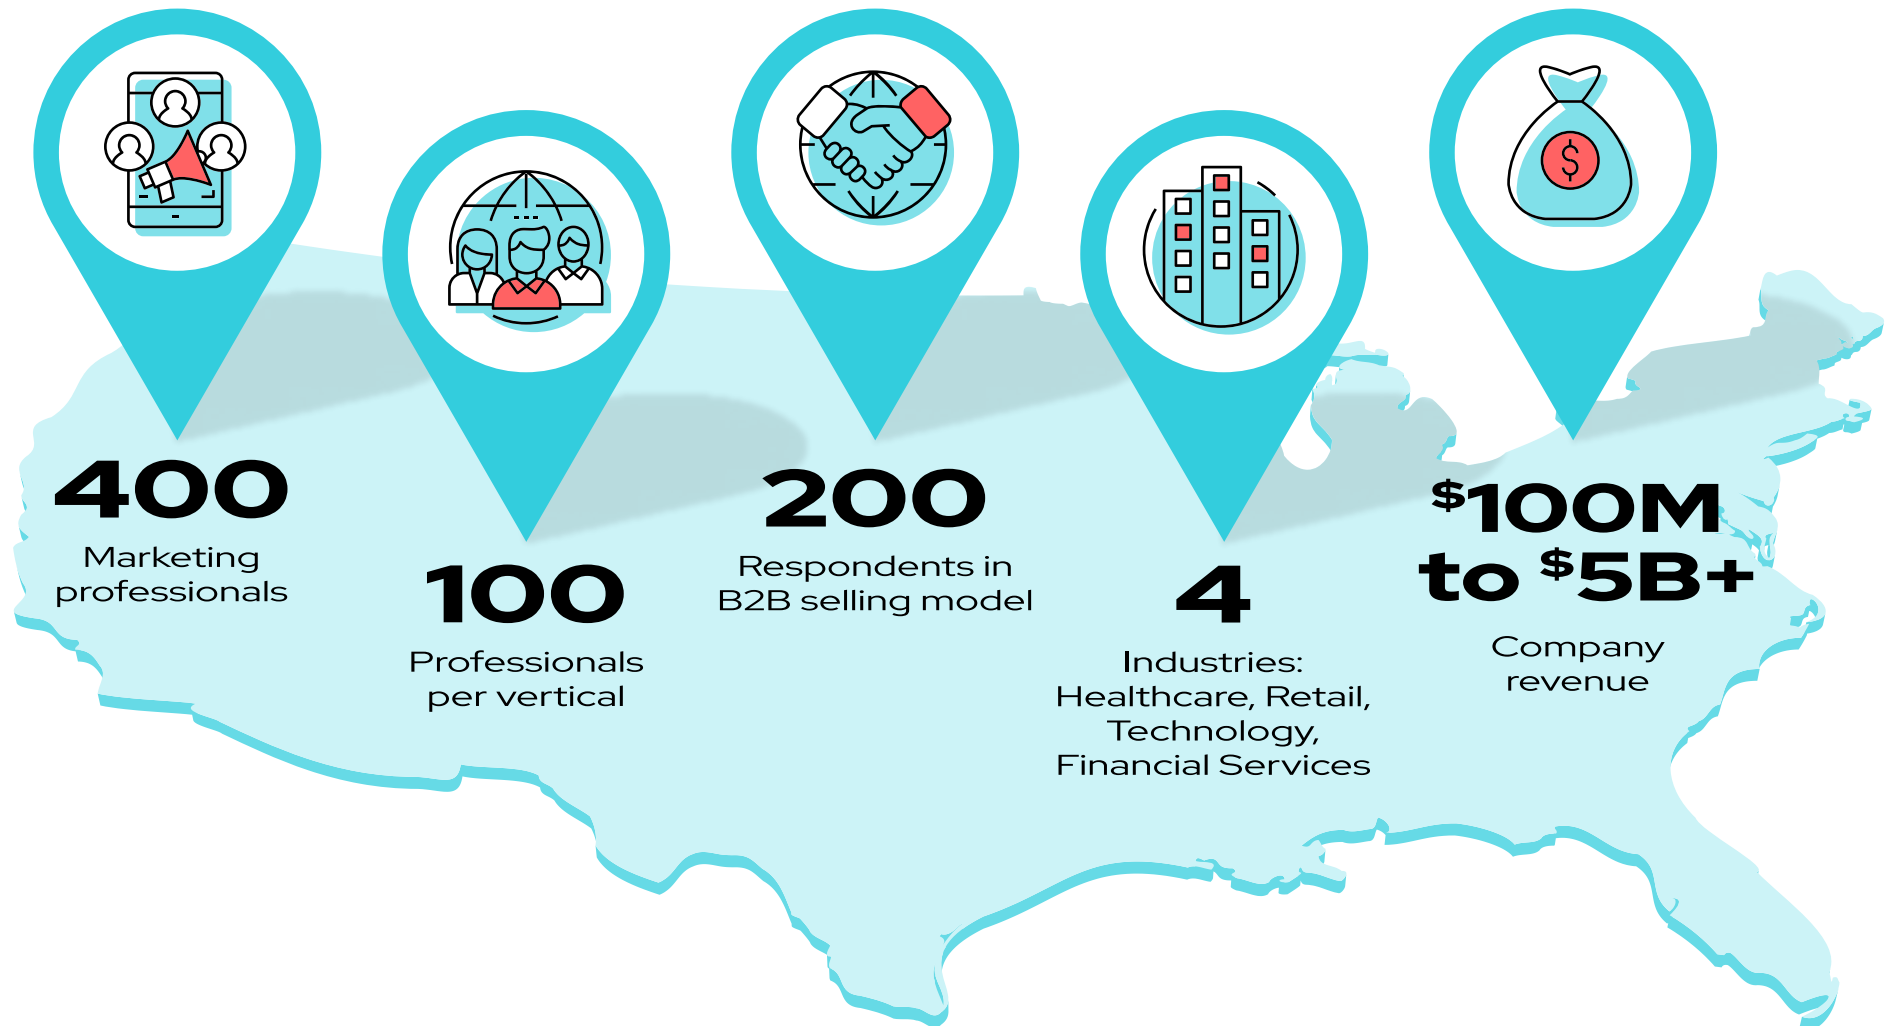 400
Marketing
professionals
100
Professionals
per vertical
200
Respondents in
B2B selling model
4
Industries:
Healthcare, Retail,
Technology,
Financial Services
$100M
to $5B+
Company
revenue